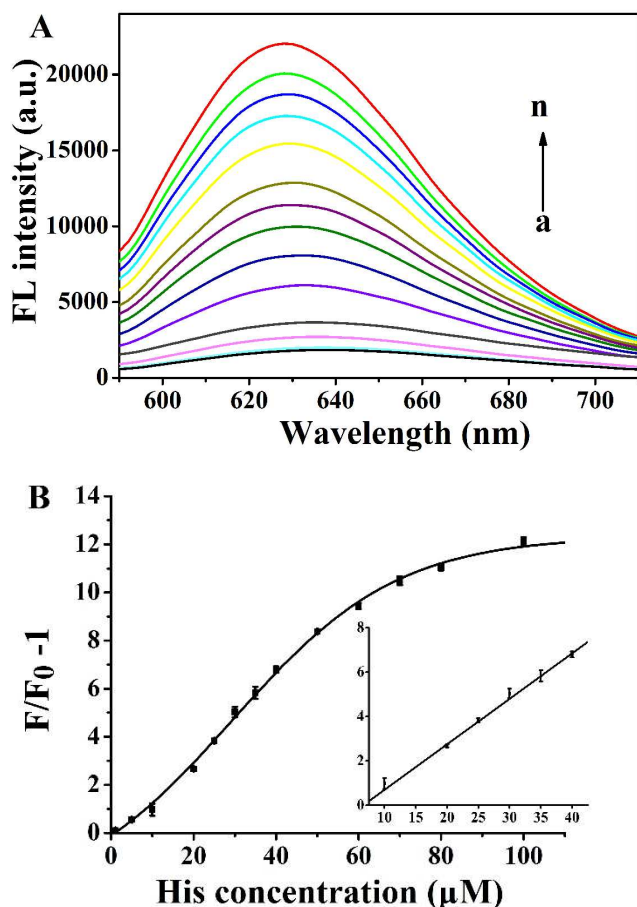 A
20000
15000
10000
5000
0
FL intensity (a.u.)
n
a
600 620 640 660 680 700
Wavelength (nm)
B
14
12
10
8
6
4
2
0
F/F0 -1
8
6
4
2
0
10 15 20 25 30 35 40
0 20 40 60 80 100
His concentration (μM)